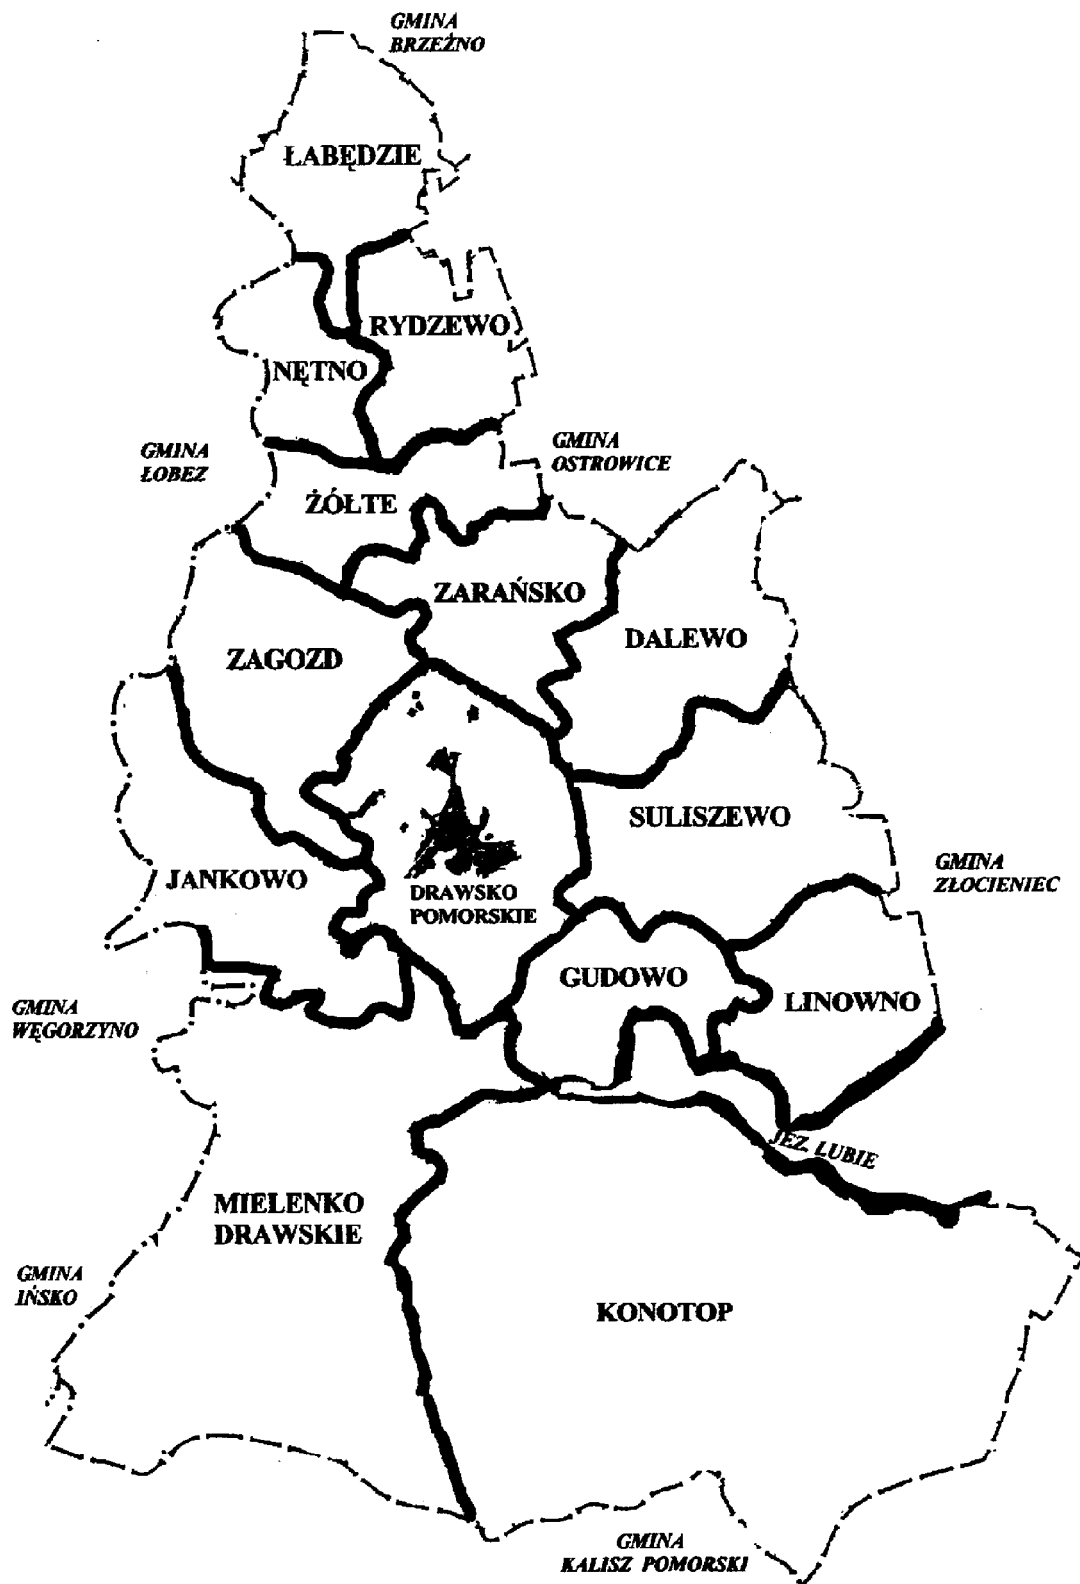 GMINA
BRZEŻNO
ŁABĘDZIE
RYDZEWO
NĘTNO
GMINA
ŁOBEZ
GMINA
OSTROWICE
ŻÓŁTE
ZARAŃSKO
DALEWO
ZAGOZD
SULISZEWO
JANKOWO
DRAWSKO
POMORSKIE
GMINA
ZŁOCIENIEC
GUDOWO
LINOWNO
GMINA
WĘGORZYNO
JEZ. LUBIE
MIELENKO
DRAWSKIE
GMINA
IŃSKO
KONOTOP
GMINA
KALISZ POMORSKI